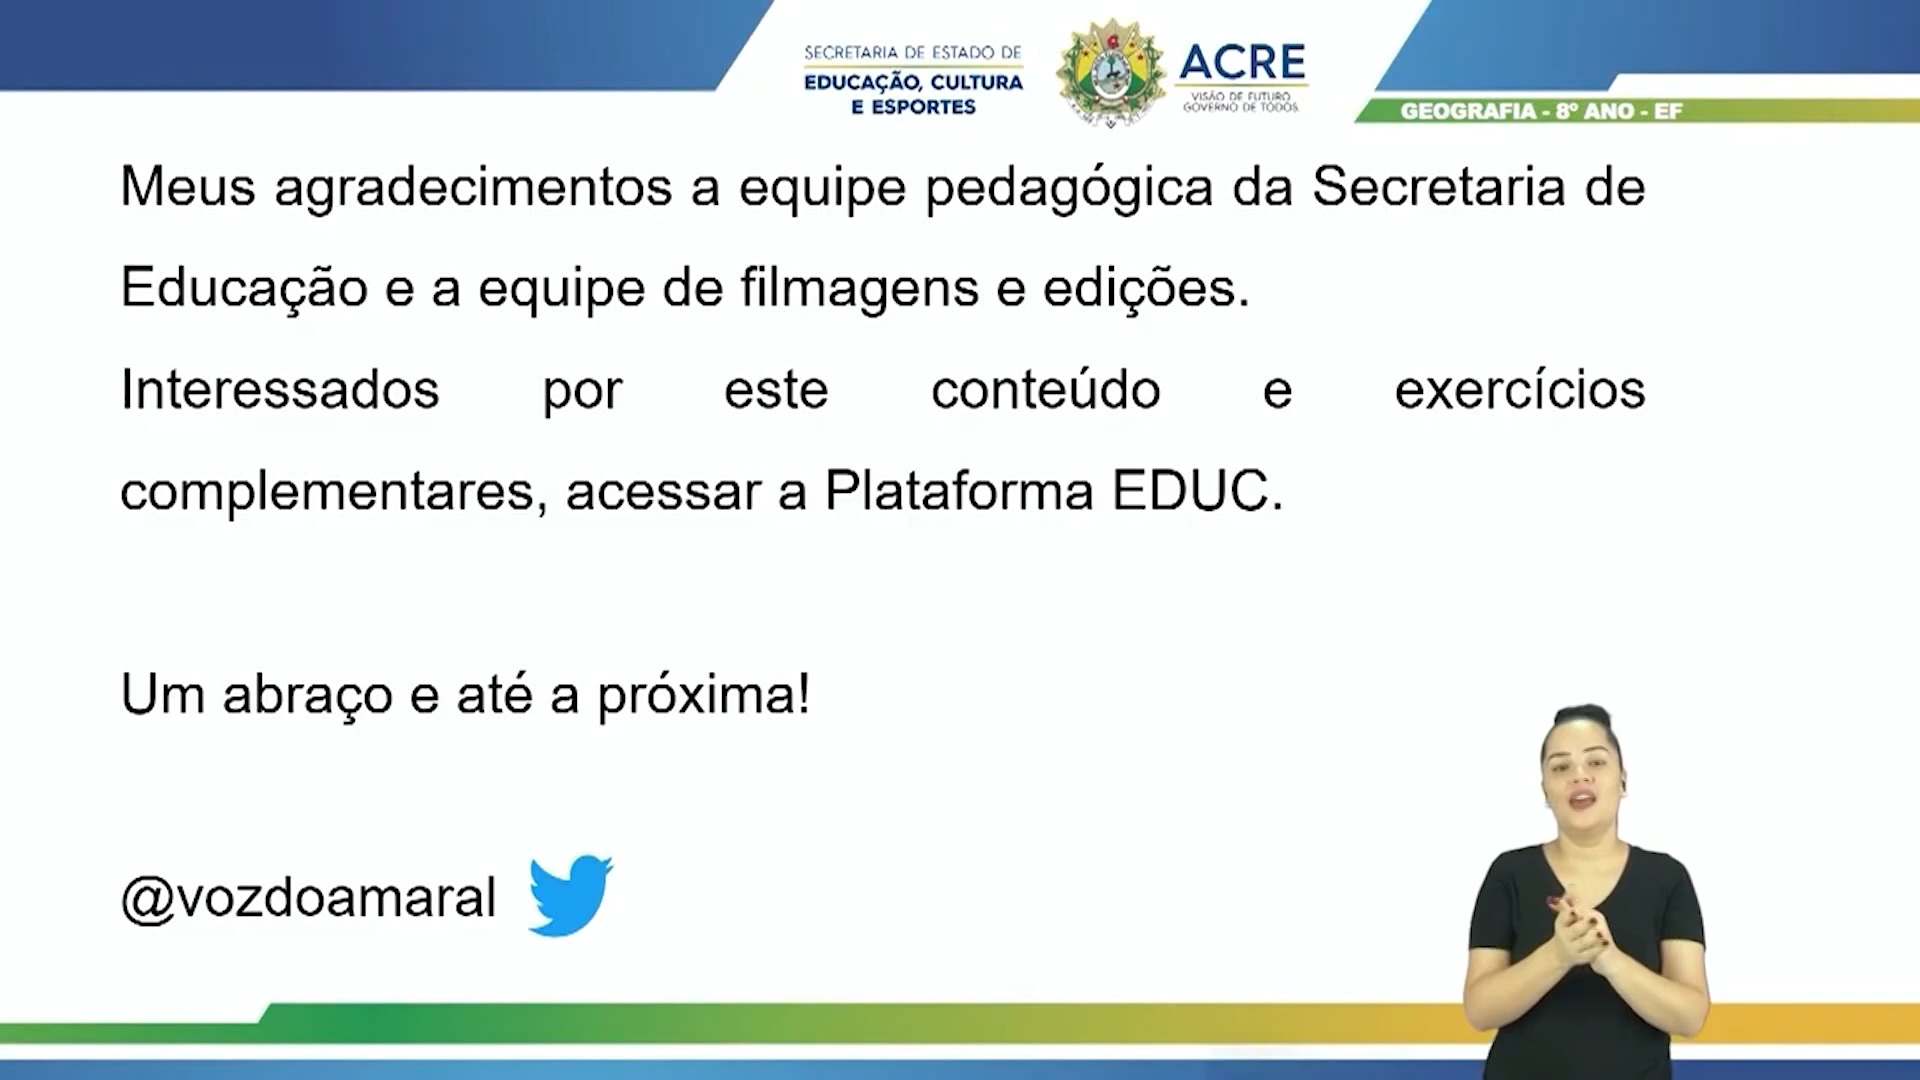 SECRETARIA DE ESTADO DE
EDUCAÇÃO, CULTURA
E ESPORTES
ACRE
VISÃO DE FUTURO
GOVERNO DE TODOS
GEOGRAFIA - 8º ANO - EF
Meus agradecimentos a equipe pedagógica da Secretaria de
Educação e a equipe de filmagens e edições.
Interessados por este conteúdo e exercícios
complementares, acessar a Plataforma EDUC.
Um abraço e até a próxima!
@vozdoamaral